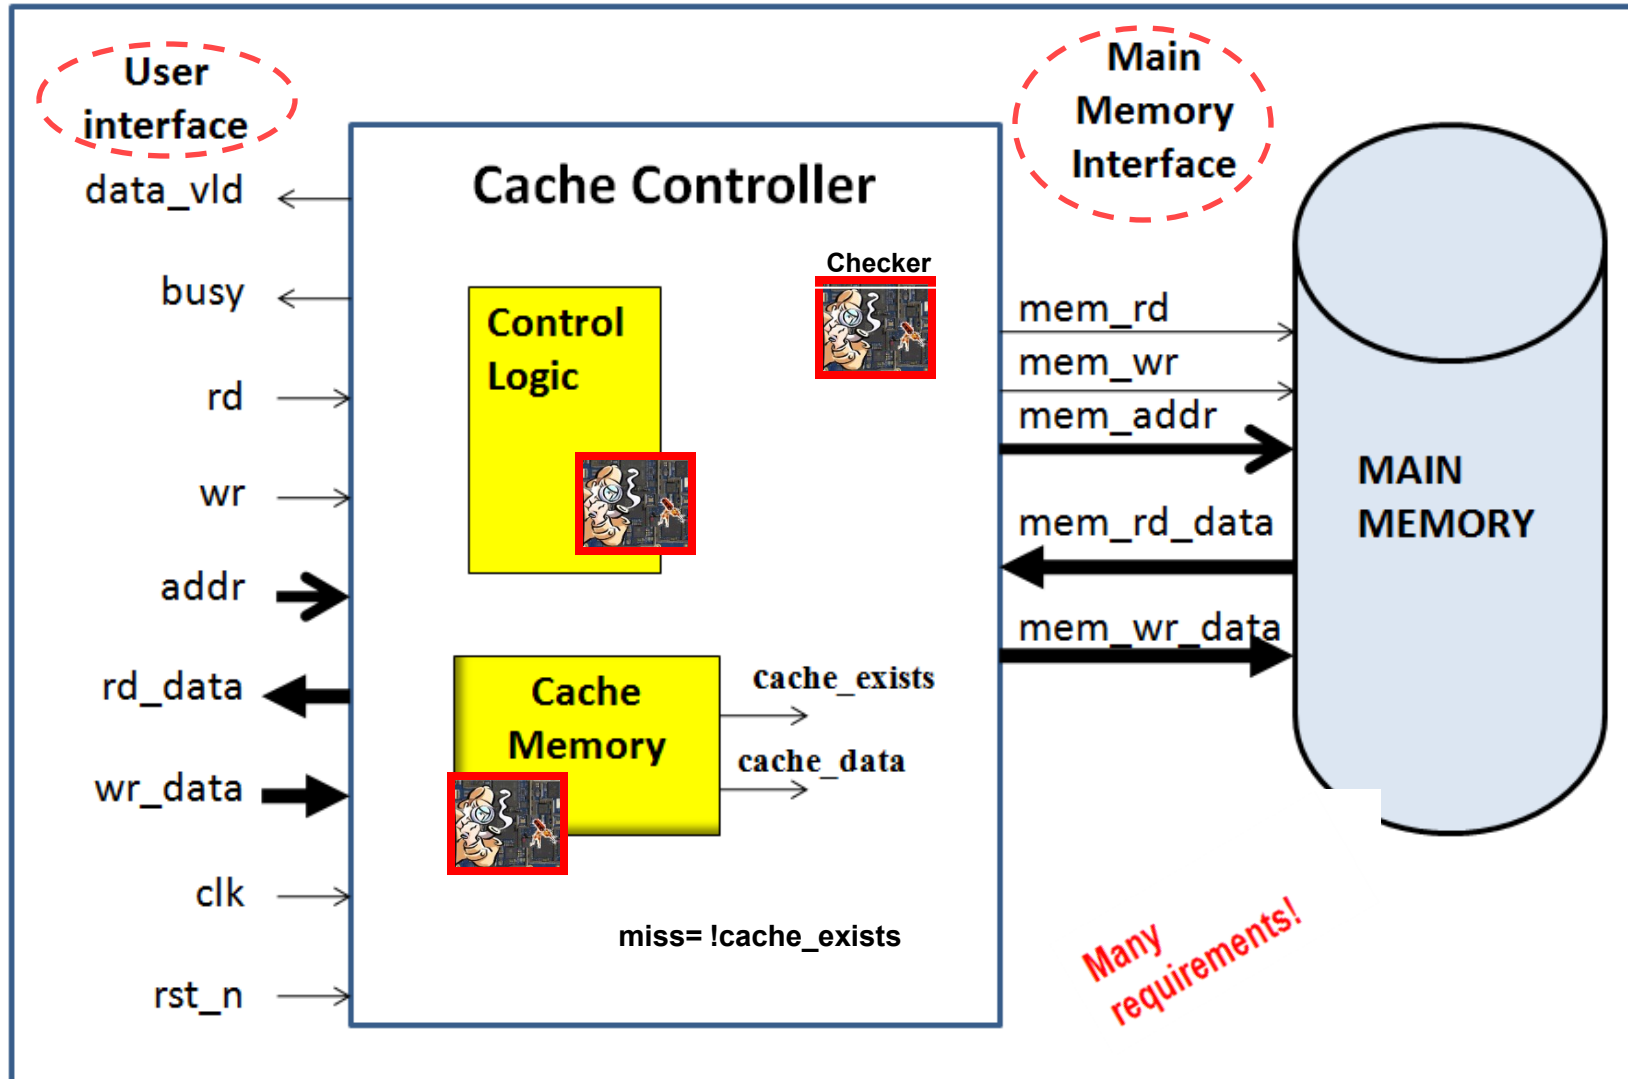 User
interface
data_vld
busy
rd
wr
addr
rd_data
wr_data
clk
rst_n
Cache Controller
Checker
Control
Logic
Cache
Memory
cache_exists
cache_data
miss= !cache_exists
Main
Memory
Interface
mem_rd
mem_wr
mem_addr
mem_rd_data
mem_wr_data
MAIN
MEMORY
Many
requirements!